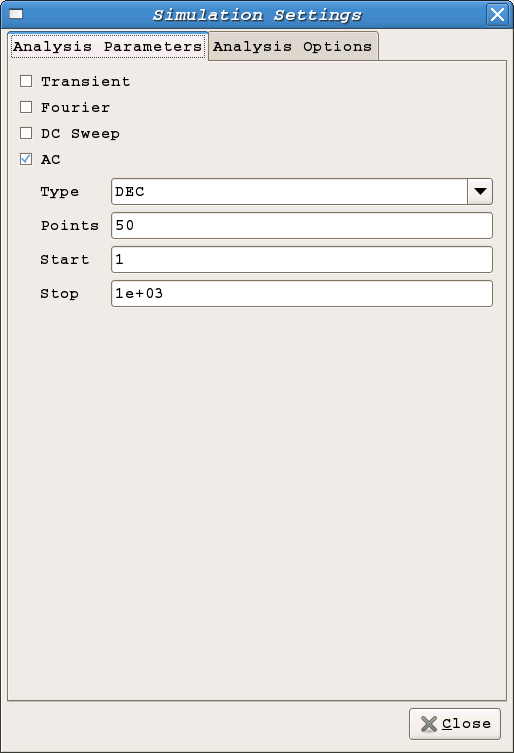 Simulation Settings
Analysis Parameters Analysis Options
Transient
Fourier
DC Sweep
AC
Type DEC
Points 50
Start 1
Stop 1e+03
Close